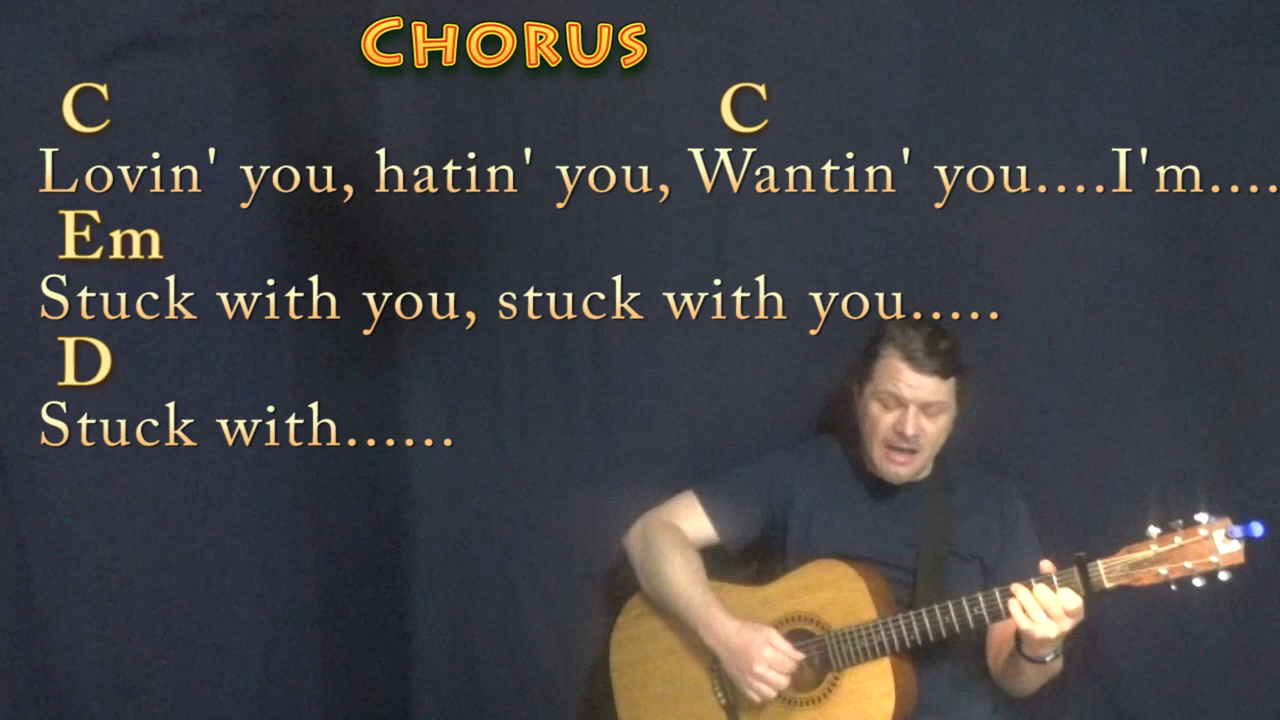 CHORUS
C C
Lovin' you, hatin' you, Wantin' you....I'm....
Em
Stuck with you, stuck with you.....
D
Stuck with......